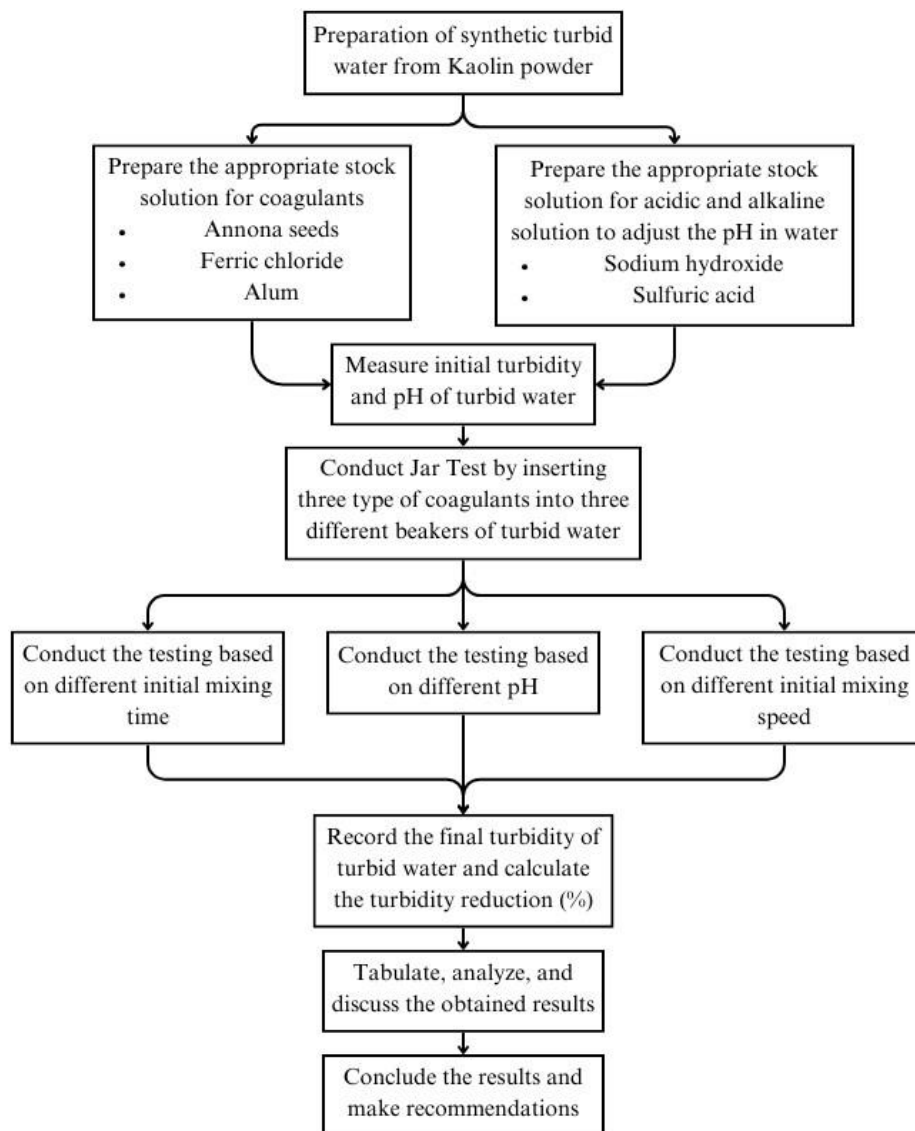 Preparation of synthetic turbid
water from Kaolin powder
Prepare the appropriate stock
solution for coagulants
• Annona seeds
• Ferric chloride
• Alum
Prepare the appropriate stock
solution for acidic and alkaline
solution to adjust the pH in water
• Sodium hydroxide
• Sulfuric acid
Measure initial turbidity
and pH of turbid water
Conduct Jar Test by inserting
three type of coagulants into three
different beakers of turbid water
Conduct the testing based
on different initial mixing
time
Conduct the testing based
on different pH
Conduct the testing based
on different initial mixing
speed
Record the final turbidity of
turbid water and calculate
the turbidity reduction (%)
Tabulate, analyze, and
discuss the obtained results
Conclude the results and
make recommendations